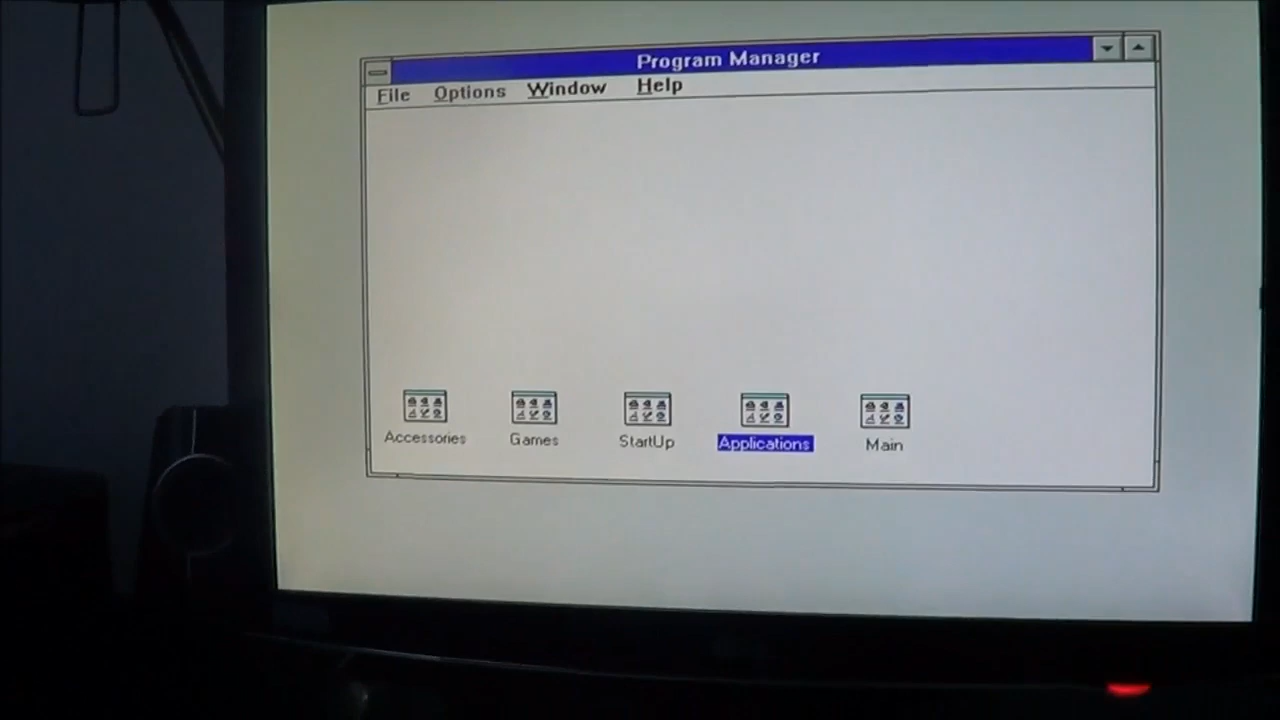 Program Manager
File Options Window Help
Accessories Games StartUp Applications Main